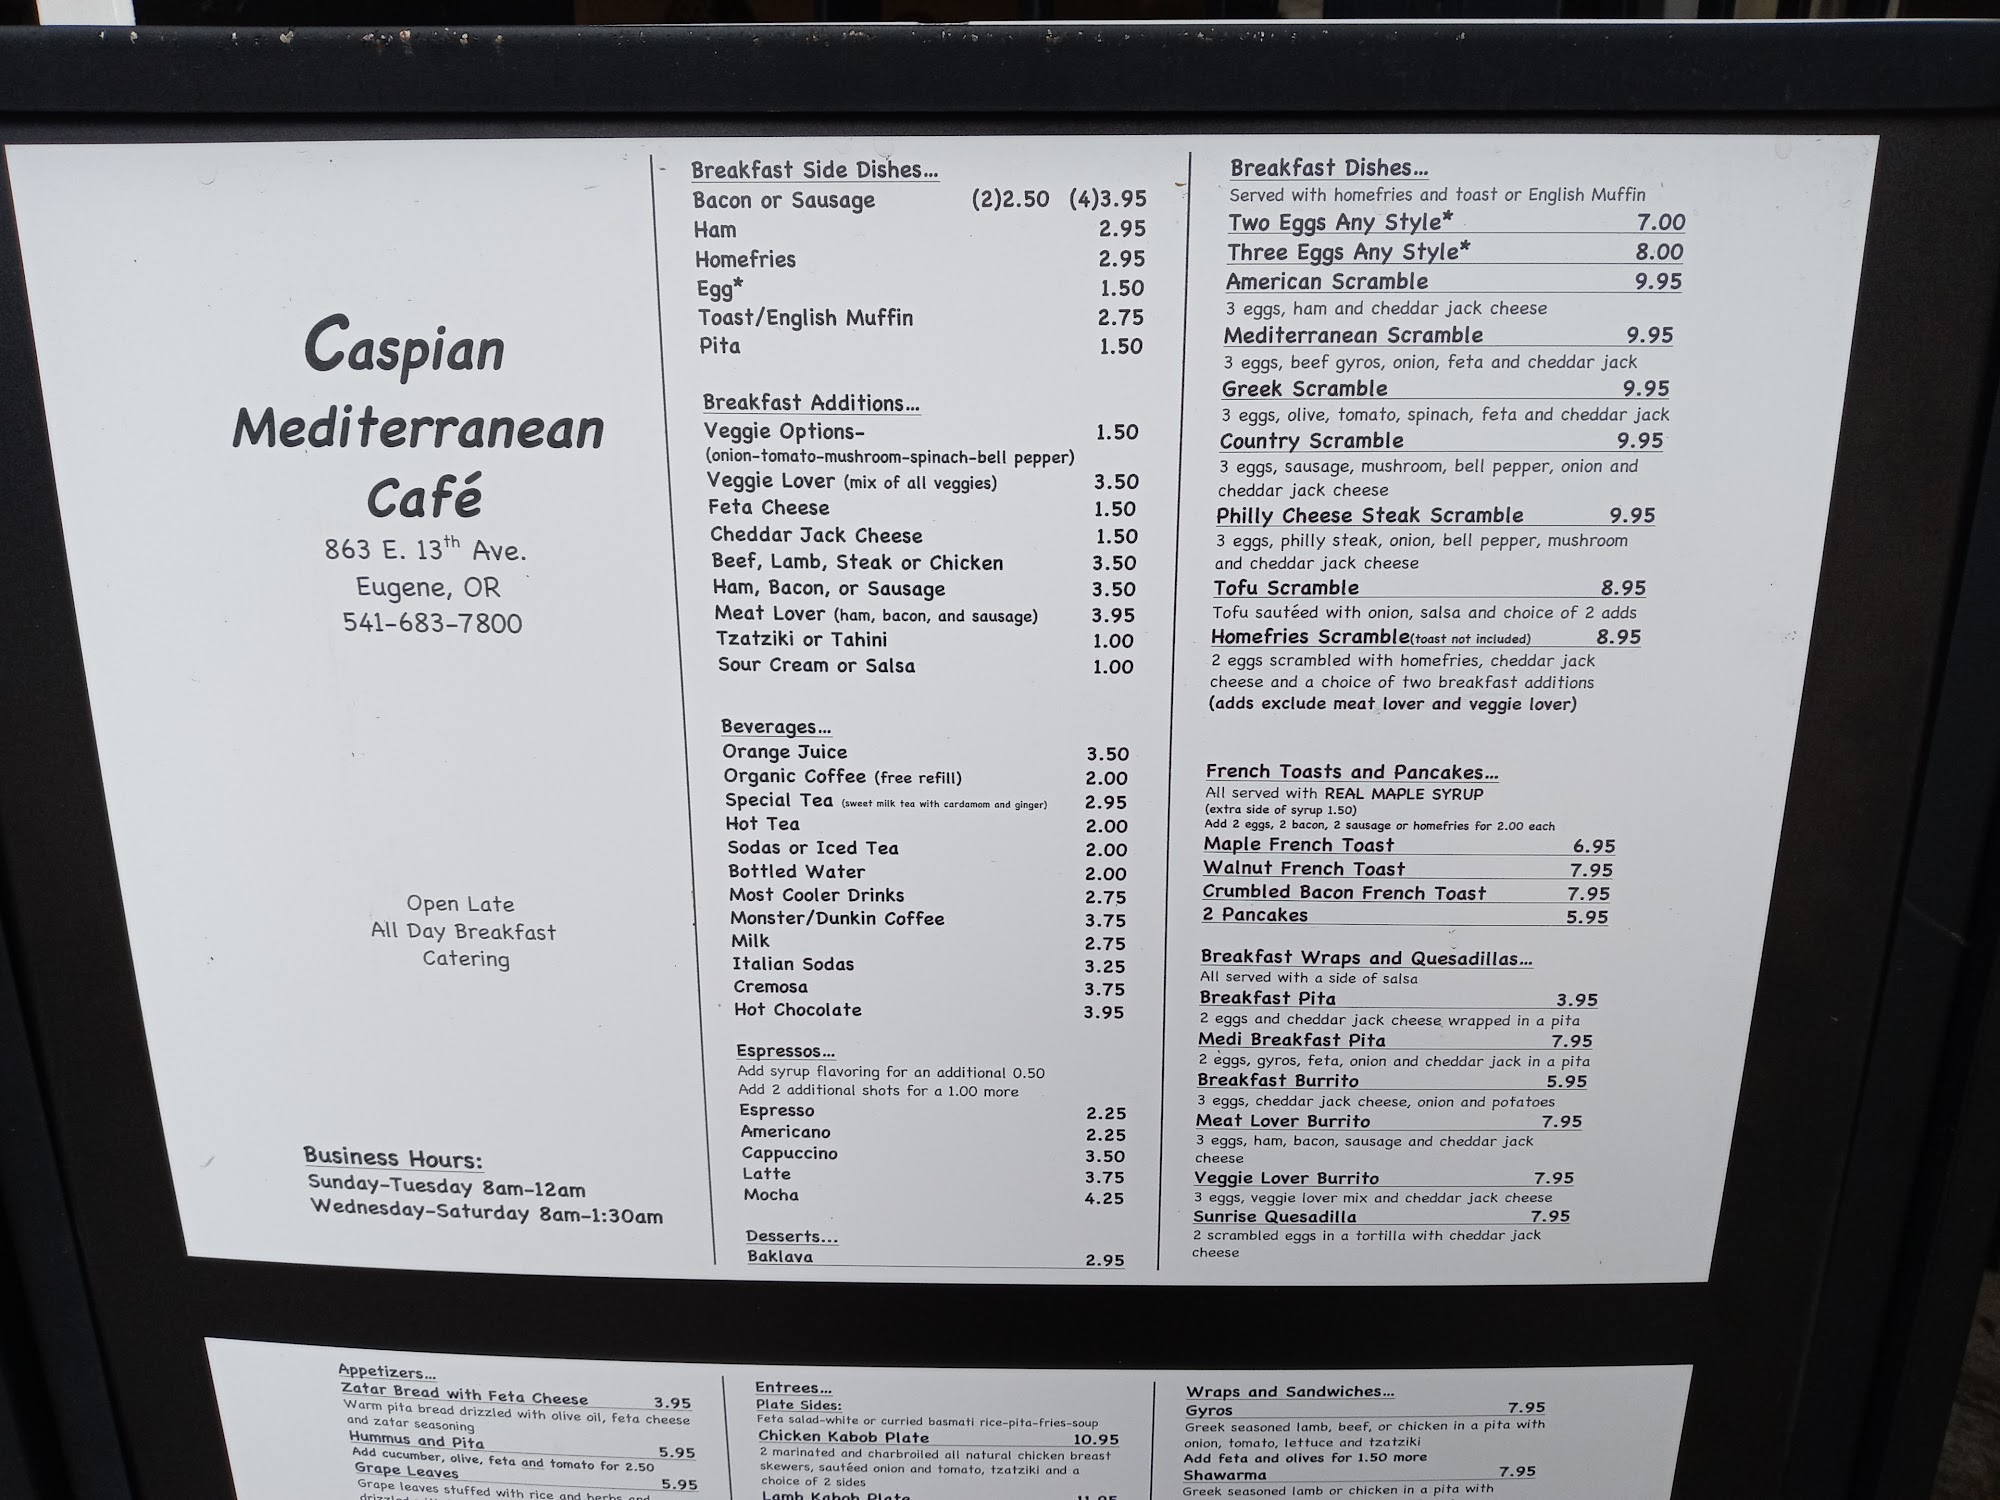 Caspian
Mediterranean
Café
863 E. 13th Ave.
Eugene, OR
541-683-7800
Open Late
All Day Breakfast
Catering
Business Hours:
Sunday-Tuesday 8am-12am
Wednesday-Saturday 8am-1:30am
Breakfast Side Dishes...
Bacon or Sausage (2)2.50 (4)3.95
Ham 2.95
Homefries 2.95
Egg* 1.50
Toast/English Muffin 2.75
Pita 1.50
Breakfast Additions...
Veggie Options- 1.50
(onion-tomato-mushroom-spinach-bell pepper)
Veggie Lover (mix of all veggies) 3.50
Feta Cheese 1.50
Cheddar Jack Cheese 1.50
Beef, Lamb, Steak or Chicken 3.50
Ham, Bacon, or Sausage 3.50
Meat Lover (ham, bacon, and sausage) 3.95
Tzatziki or Tahini 1.00
Sour Cream or Salsa 1.00
Beverages...
Orange Juice 3.50
Organic Coffee (free refill) 2.00
Special Tea (sweet milk tea with cardamom and ginger) 2.95
Hot Tea 2.00
Sodas or Iced Tea 2.00
Bottled Water 2.00
Most Cooler Drinks 2.75
Monster/Dunkin Coffee 3.75
Milk 2.75
Italian Sodas 3.25
Cremosa 3.75
Hot Chocolate 3.95
Espressos...
Add syrup flavoring for an additional 0.50
Add 2 additional shots for a 1.00 more
Espresso 2.25
Americano 2.25
Cappuccino 3.50
Latte 3.75
Mocha 4.25
Desserts...
Baklava 2.95
Breakfast Dishes...
Served with homefries and toast or English Muffin
Two Eggs Any Style* 7.00
Three Eggs Any Style* 8.00
American Scramble 9.95
3 eggs, ham and cheddar jack cheese
Mediterranean Scramble 9.95
3 eggs, beef gyros, onion, feta and cheddar jack
Greek Scramble 9.95
3 eggs, olive, tomato, spinach, feta and cheddar jack
Country Scramble 9.95
3 eggs, sausage, mushroom, bell pepper, onion and
cheddar jack cheese
Philly Cheese Steak Scramble 9.95
3 eggs, philly steak, onion, bell pepper, mushroom
and cheddar jack cheese
Tofu Scramble 8.95
Tofu sautéed with onion, salsa and choice of 2 adds
Homefries Scramble(toast not included) 8.95
2 eggs scrambled with homefries, cheddar jack
cheese and a choice of two breakfast additions
(adds exclude meat lover and veggie lover)
French Toasts and Pancakes...
All served with REAL MAPLE SYRUP
(extra side of syrup 1.50)
Add 2 eggs, 2 bacon, 2 sausage or homefries for 2.00 each
Maple French Toast 6.95
Walnut French Toast 7.95
Crumbled Bacon French Toast 7.95
2 Pancakes 5.95
Breakfast Wraps and Quesadillas...
All served with a side of salsa
Breakfast Pita 3.95
2 eggs and cheddar jack cheese wrapped in a pita
Medi Breakfast Pita 7.95
2 eggs, gyros, feta, onion and cheddar jack in a pita
Breakfast Burrito 5.95
3 eggs, cheddar jack cheese, onion and potatoes
Meat Lover Burrito 7.95
3 eggs, ham, bacon, sausage and cheddar jack
cheese
Veggie Lover Burrito 7.95
3 eggs, veggie lover mix and cheddar jack cheese
Sunrise Quesadilla 7.95
2 scrambled eggs in a tortilla with cheddar jack
cheese
Appetizers...
Zatar Bread with Feta Cheese 3.95
Warm pita bread drizzled with olive oil, feta cheese
and zatar seasoning
Hummus and Pita 5.95
Add cucumber, olive, feta and tomato for 2.50
Grape Leaves 5.95
Grape leaves stuffed with rice and herbs and
Entrees...
Plate Sides:
Feta salad-white or curried basmati rice-pita-fries-soup
Chicken Kabob Plate 10.95
2 marinated and charbroiled all natural chicken breast
skewers, sautéed onion and tomato, tzatziki and a
choice of 2 sides
Lamb Kabob Plate 11.95
Wraps and Sandwiches...
Gyros 7.95
Greek seasoned lamb, beef, or chicken in a pita with
onion, tomato, lettuce and tzatziki
Add feta and olives for 1.50 more
Shawarma 7.95
Greek seasoned lamb or chicken in a pita with